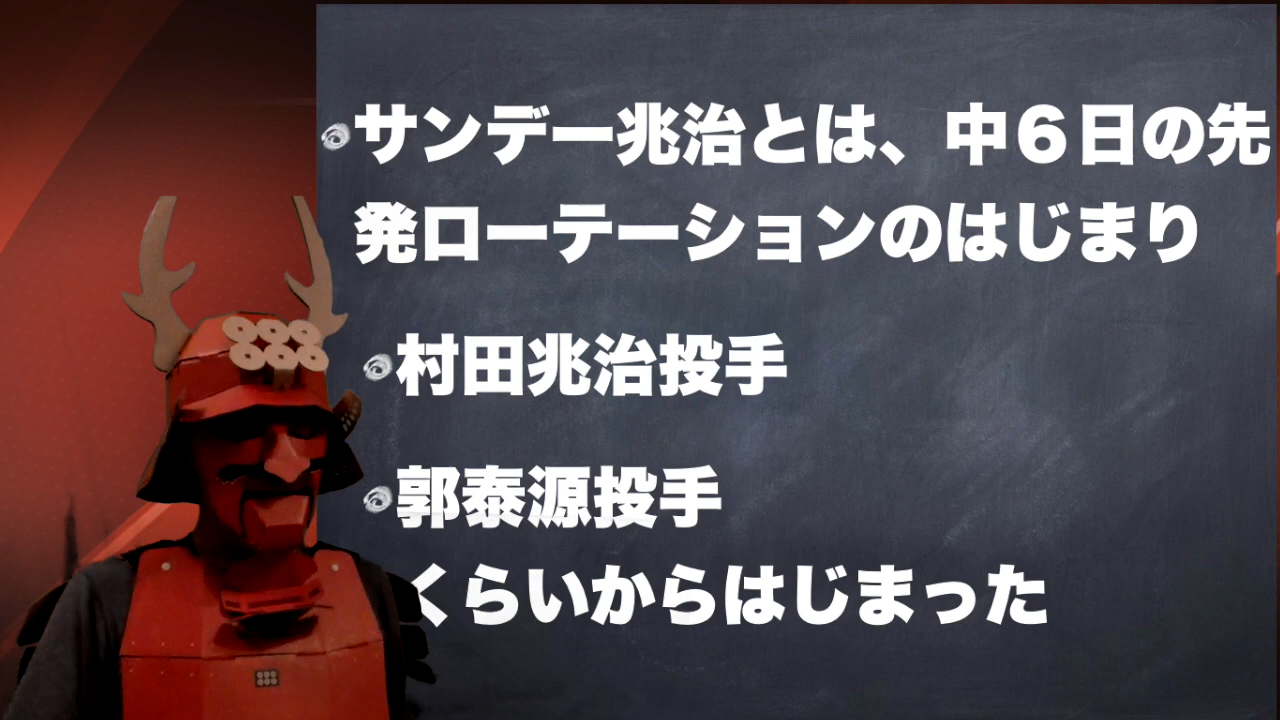 サンデー兆治とは、中６日の先
発ローテーションのはじまり
村田兆治投手
郭泰源投手
くらいからはじまった